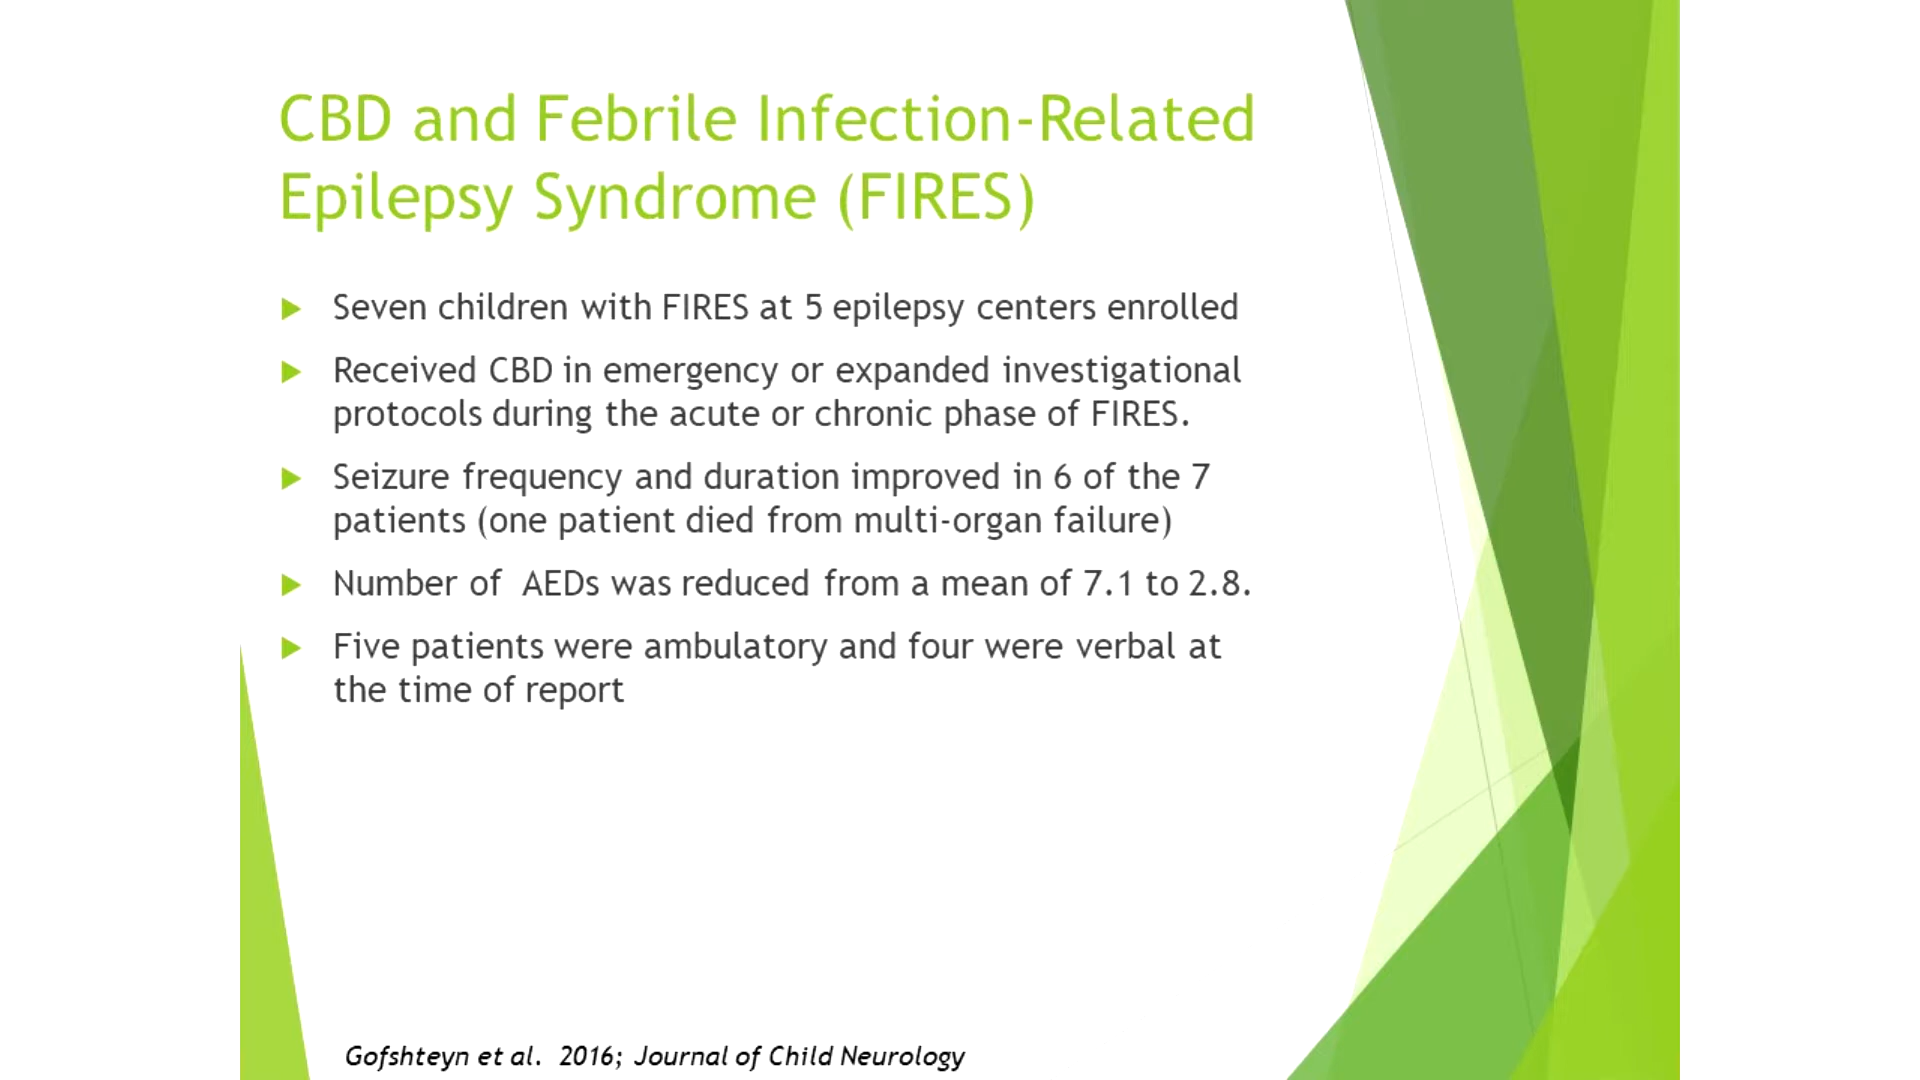 CBD and Febrile Infection-Related
Epilepsy Syndrome (FIRES)
Seven children with FIRES at 5 epilepsy centers enrolled
Received CBD in emergency or expanded investigational
protocols during the acute or chronic phase of FIRES.
Seizure frequency and duration improved in 6 of the 7
patients (one patient died from multi-organ failure)
Number of  AEDs was reduced from a mean of 7.1 to 2.8.
Five patients were ambulatory and four were verbal at
the time of report
Gofshteyn et al.  2016; Journal of Child Neurology